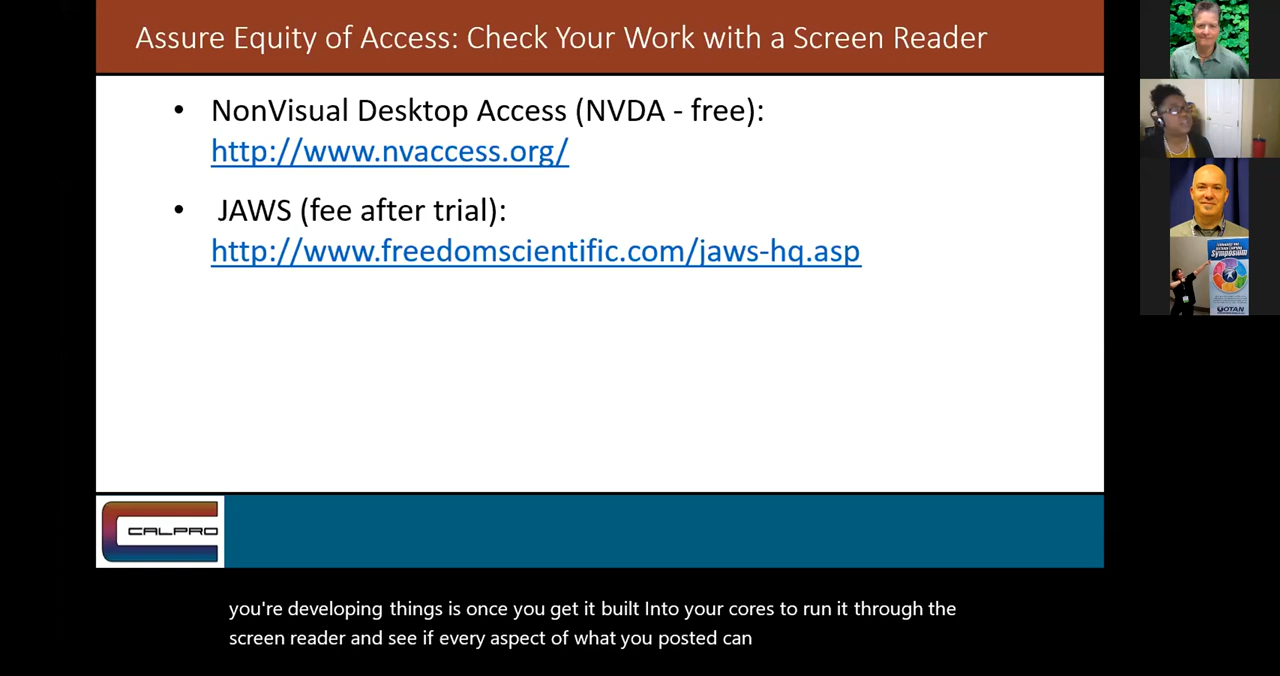 Assure Equity of Access: Check Your Work with a Screen Reader
• NonVisual Desktop Access (NVDA - free):
http://www.nvaccess.org/
• JAWS (fee after trial):
http://www.freedomscientific.com/jaws-hq.asp
Symposium
OTAN
CALPRO
you're developing things is once you get it built Into your cores to run it through the
screen reader and see if every aspect of what you posted can